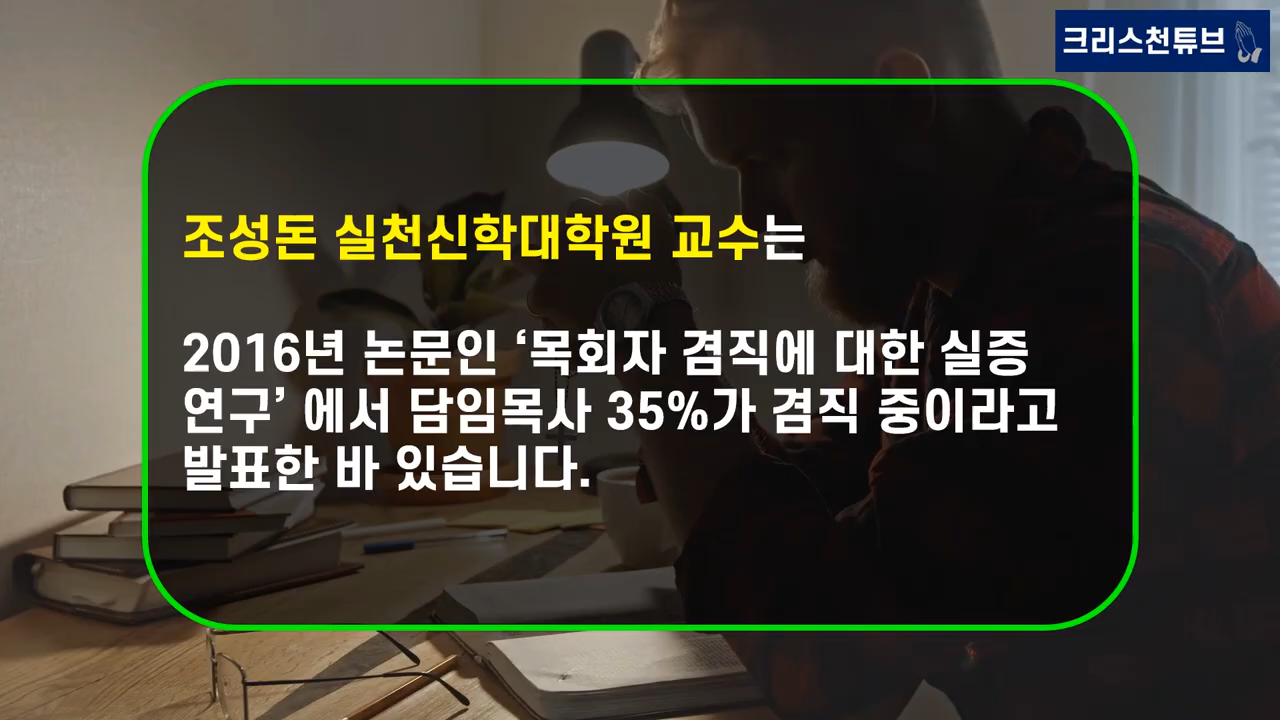 크리스천튜브
조성돈 실천신학대학원 교수는
2016년 논문인 ‘목회자 겸직에 대한 실증
연구’ 에서 담임목사 35%가 겸직 중이라고
발표한 바 있습니다.